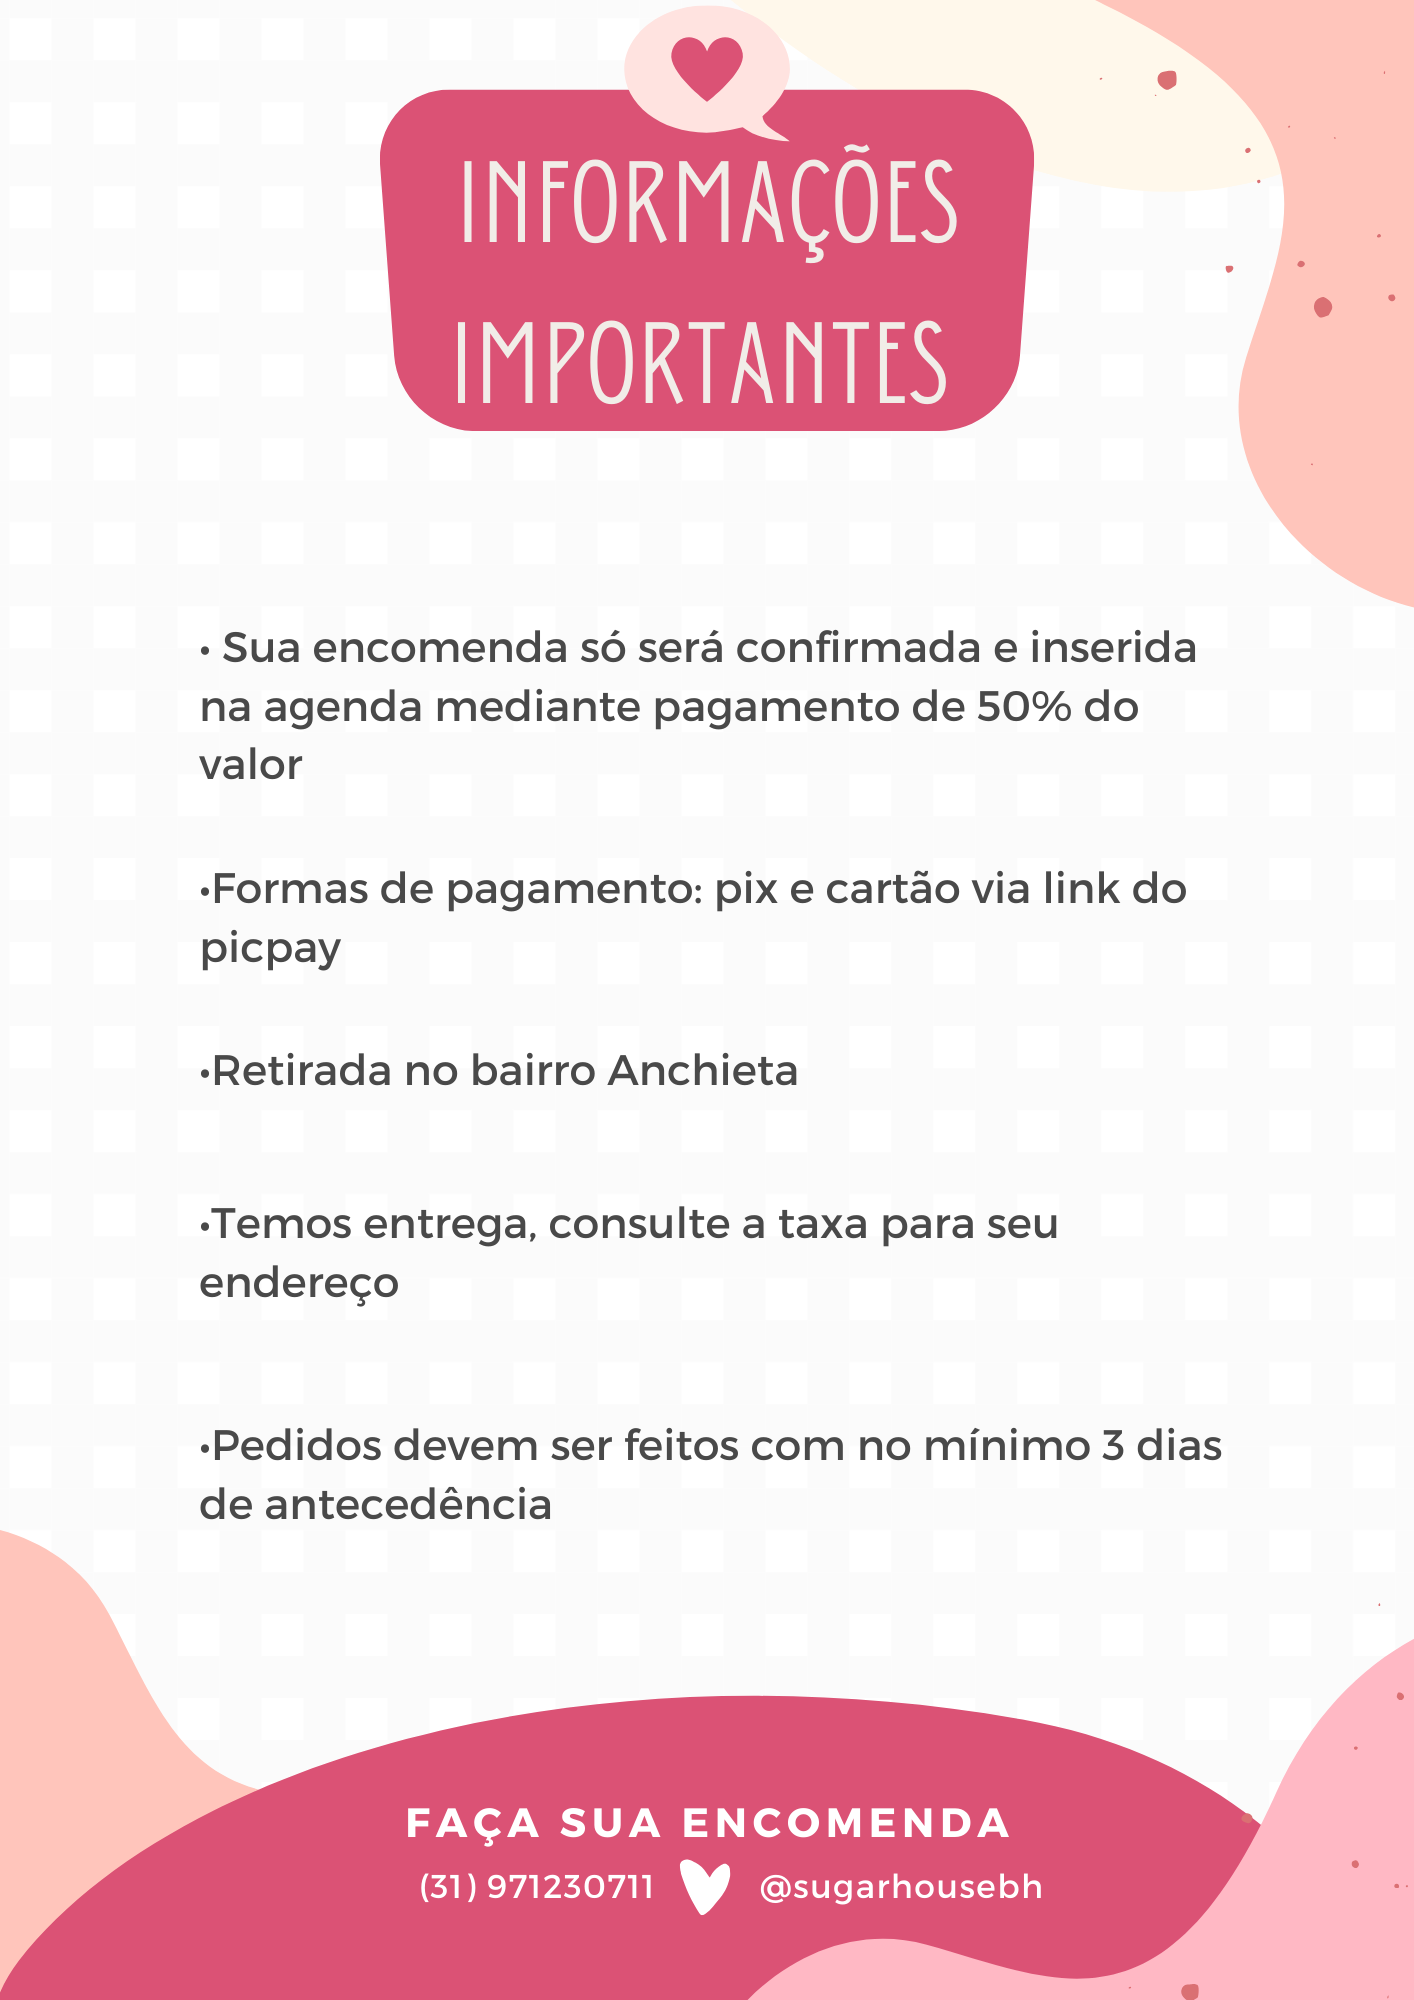 INFORMAÇÕES
IMPORTANTES
• Sua encomenda só será confirmada e inserida
na agenda mediante pagamento de 50% do
valor
•Formas de pagamento: pix e cartão via link do
picpay
•Retirada no bairro Anchieta
•Temos entrega, consulte a taxa para seu
endereço
•Pedidos devem ser feitos com no mínimo 3 dias
de antecedência
FAÇA SUA ENCOMENDA
(31) 971230711 @sugarhousebh